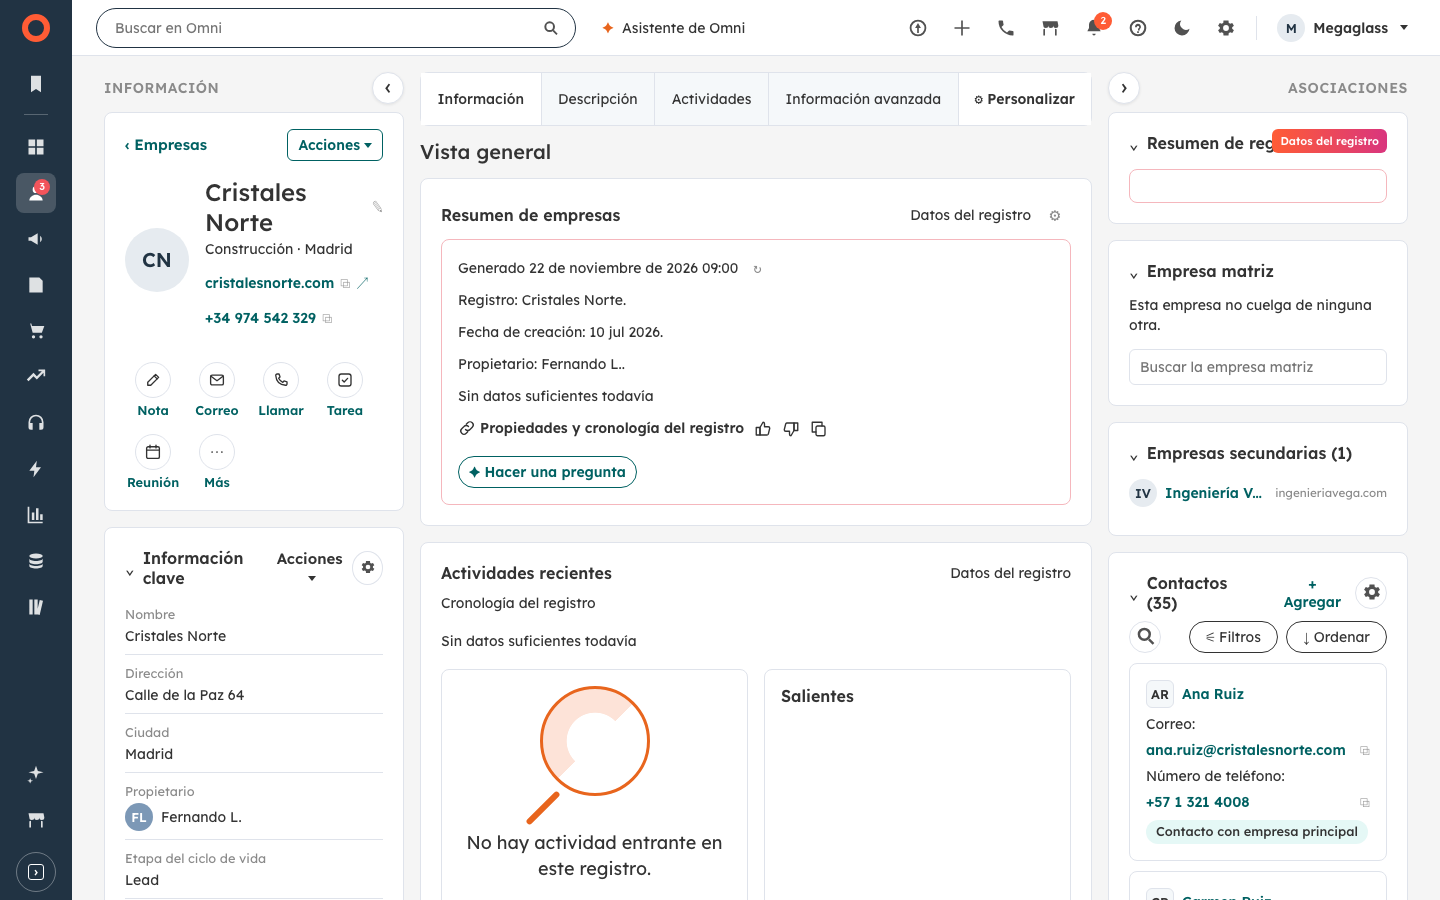 Buscar en Omni
Asistente de Omni
2
M
Megaglass
3
INFORMACIÓN
‹ Empresas
Acciones
CN
Cristales
Norte
Construcción · Madrid
cristalesnorte.com
+34 974 542 329
Nota
Correo
Llamar
Tarea
Reunión
Más
Información
clave
Acciones
Nombre
Cristales Norte
Dirección
Calle de la Paz 64
Ciudad
Madrid
Propietario
FL
Fernando L.
Etapa del ciclo de vida
Lead
Información
Descripción
Actividades
Información avanzada
Personalizar
Vista general
Resumen de empresas
Datos del registro
Generado 22 de noviembre de 2026 09:00
Registro: Cristales Norte.
Fecha de creación: 10 jul 2026.
Propietario: Fernando L..
Sin datos suficientes todavía
Propiedades y cronología del registro
Hacer una pregunta
Actividades recientes
Datos del registro
Cronología del registro
Sin datos suficientes todavía
No hay actividad entrante en
este registro.
Salientes
ASOCIACIONES
Resumen de reg
Datos del registro
Empresa matriz
Esta empresa no cuelga de ninguna
otra.
Buscar la empresa matriz
Empresas secundarias (1)
IV
Ingeniería V...
ingenieriavega.com
Contactos
(35)
+
Agregar
Filtros
Ordenar
AR
Ana Ruiz
Correo:
ana.ruiz@cristalesnorte.com
Número de teléfono:
+57 1 321 4008
Contacto con empresa principal